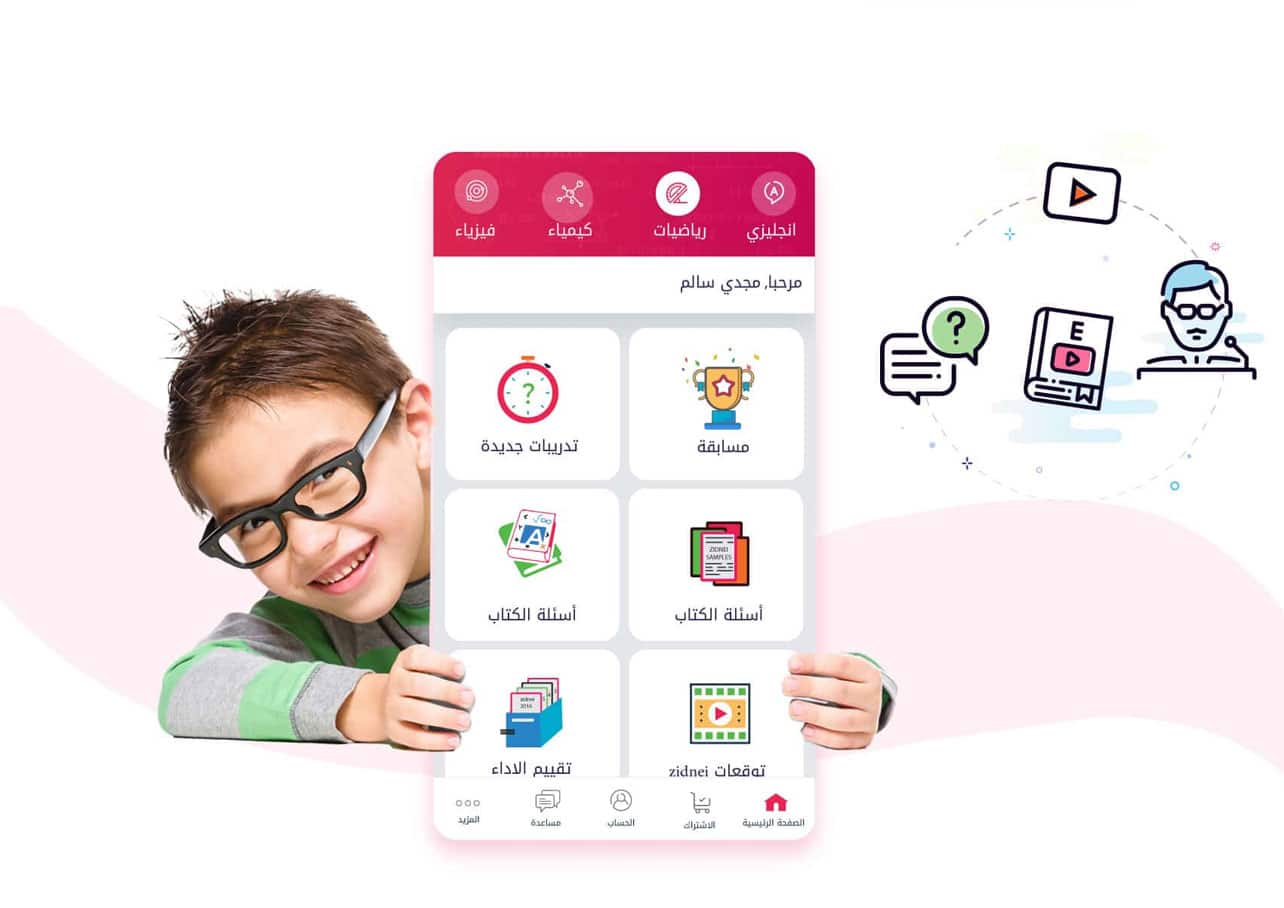 انجليزي
رياضيات
كيمياء
فيزياء
مرحبا, مجدي سالم
مسابقة
تدريبات جديدة
ZIDNEI
SAMPLES
أسئلة الكتاب
أسئلة الكتاب
zidnei
2016
توقعات zidnei
تقييم الاداء
الصفحة الرئيسية
الاشتراك
الحساب
مساعدة
المزيد
E
A
A
?
?